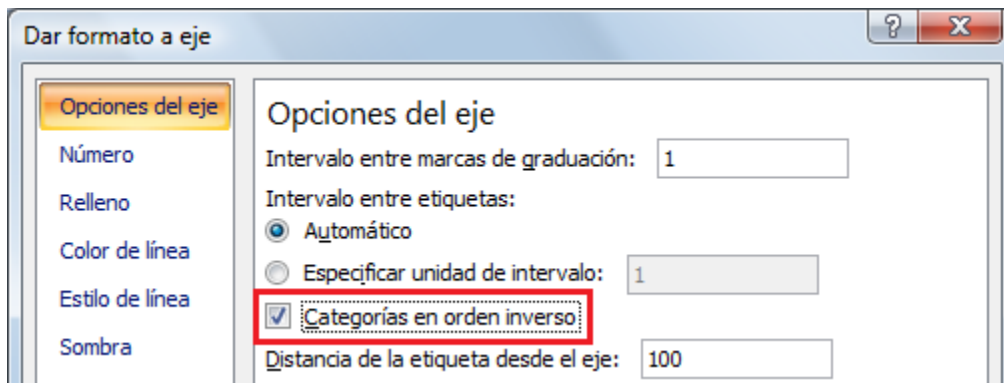 Dar formato a eje
Opciones del eje
Número
Relleno
Color de línea
Estilo de línea
Sombra
Opciones del eje
Intervalo entre marcas de graduación: 1
Intervalo entre etiquetas:
Automático
Especificar unidad de intervalo: 1
Categorías en orden inverso
Distancia de la etiqueta desde el eje: 100